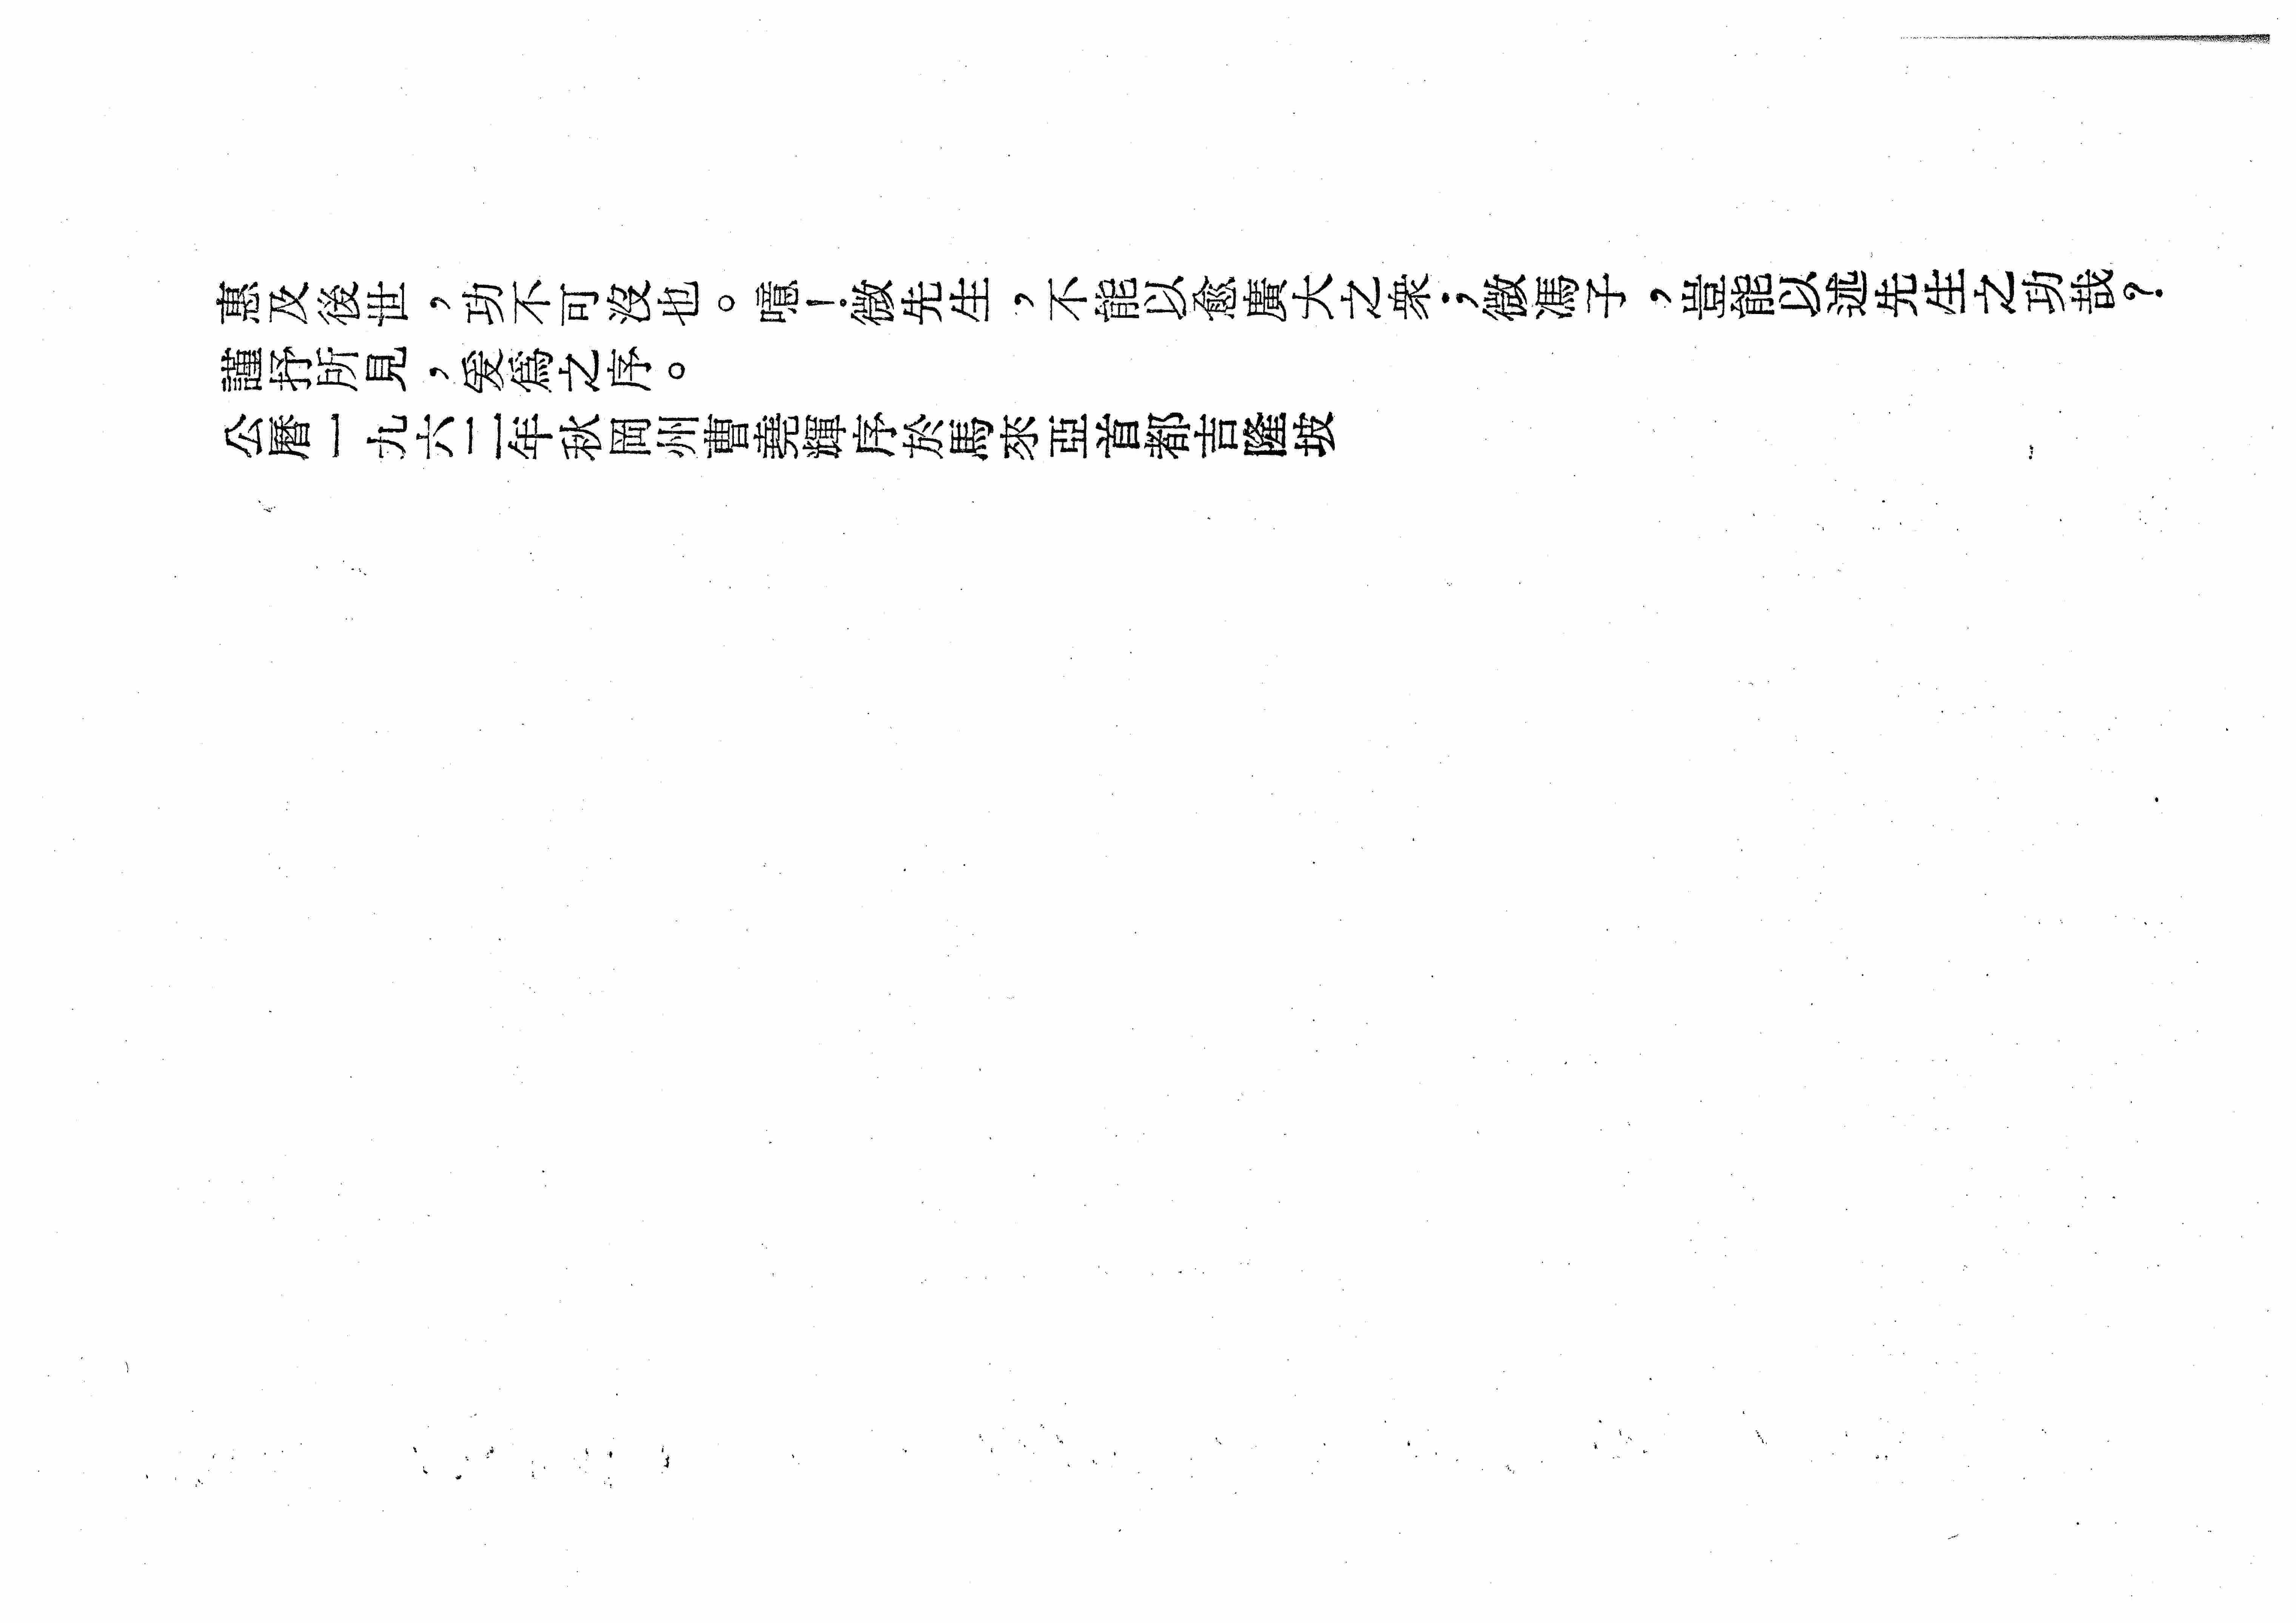 惠及後世，功不可沒也。噫！微先生，不能以愈廣大之衆；微馮子，豈能以述先生之功哉？
謹抒所見，爰爲之序。
公曆一九六二年秋岡州曹堯輝序於馬來亞首都吉隆坡